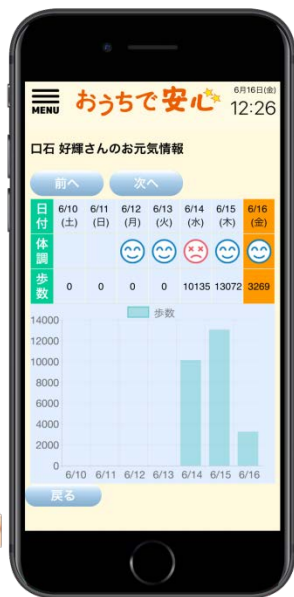 MENU
おうちで安心
6月16日(金)
12:26
口石 好輝さんのお元気情報
前へ 次へ
日付 6/10(土) 6/11(日) 6/12(月) 6/13(火) 6/14(水) 6/15(木) 6/16(金)
体調
歩数 0 0 0 0 10135 13072 3269
歩数
14000
12000
10000
8000
6000
4000
2000
0
6/10 6/11 6/12 6/13 6/14 6/15 6/16
戻る